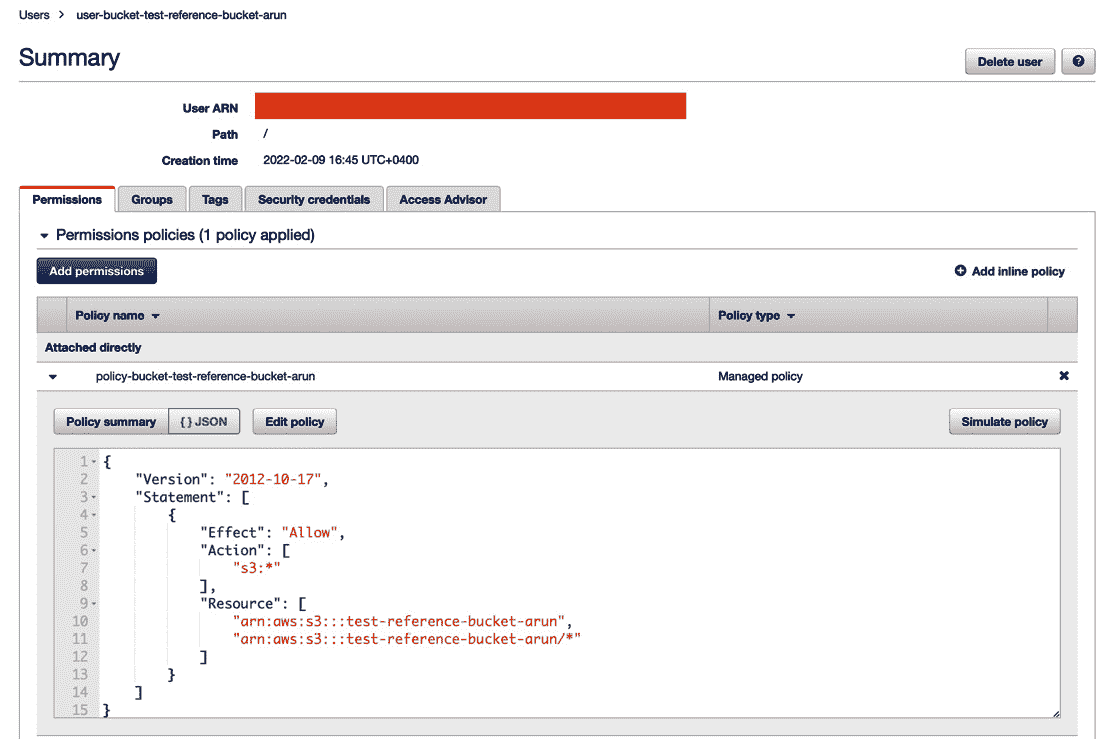 Users > user-bucket-test-reference-bucket-arun
Summary
Delete user ?
User ARN
Path /
Creation time 2022-02-09 16:45 UTC+0400
Permissions Groups Tags Security credentials Access Advisor
Permissions policies (1 policy applied)
Add permissions Add inline policy
Policy name Policy type
Attached directly
policy-bucket-test-reference-bucket-arun Managed policy
Policy summary { } JSON Edit policy Simulate policy
1 {
2     "Version": "2012-10-17",
3     "Statement": [
4         {
5             "Effect": "Allow",
6             "Action": [
7                 "s3:*"
8             ],
9             "Resource": [
10                 "arn:aws:s3:::test-reference-bucket-arun",
11                 "arn:aws:s3:::test-reference-bucket-arun/*"
12             ]
13         }
14     ]
15 }